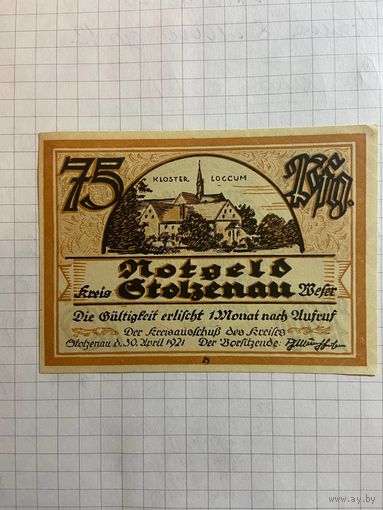 75 Pfg.
KLOSTER LOCCUM
Notgeld
Kreis Stolzenau Weser
Die Gültigkeit erlischt 1 Monat nach Aufruf
Der Kreisausschuß des Kreises
Stolzenau d. 30. April 1921 Der Vorsitzende.
www.ay.by